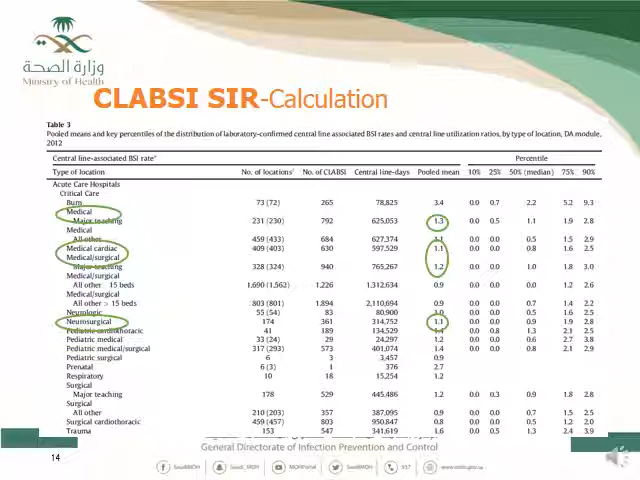 وزارة الصحة
Ministry of Health
CLABSI SIR-Calculation
Table 3
Pooled means and key percentiles of the distribution of laboratory-confirmed central line associated BSI rates and central line utilization ratios, by type of location, DA module,
2012
Central line-associated BSI rate* Percentile
Type of location No. of locations† No. of CLABSI Central line-days Pooled mean 10% 25% 50% (median) 75% 90%
Acute Care Hospitals
Critical Care
Burn 73 (72) 265 78,825 3.4 0.0 0.7 2.2 5.2 9.3
Medical
Major teaching 231 (230) 792 625,053 1.3 0.0 0.5 1.1 1.9 2.8
Medical
All other 459 (433) 684 627,374 1.1 0.0 0.0 0.5 1.5 2.9
Medical cardiac 409 (403) 630 597,529 1.1 0.0 0.0 0.8 1.6 2.5
Medical/surgical
Major teaching 328 (324) 940 765,267 1.2 0.0 0.5 1.0 1.8 3.0
Medical/surgical
All other 15 beds 1,690 (1,562) 1,226 1,312,634 0.9 0.0 0.0 0.0 1.2 2.6
Medical/surgical
All other > 15 beds 803 (801) 1,894 2,110,694 0.9 0.0 0.0 0.7 1.4 2.2
Neurologic 55 (54) 83 80,900 1.0 0.0 0.0 0.5 1.6 2.5
Neurosurgical 174 361 314,752 1.1 0.0 0.0 0.9 1.9 2.8
Pediatric cardiothoracic 41 189 134,529 1.4 0.0 0.8 1.3 2.1 2.5
Pediatric medical 33 (24) 29 24,297 1.2 0.0 0.0 0.6 2.7 3.8
Pediatric medical/surgical 317 (293) 573 401,074 1.4 0.0 0.0 0.8 2.1 2.9
Pediatric surgical 6 3 3,457 0.9
Prenatal 6 (3) 1 376 2.7
Respiratory 10 18 15,254 1.2
Surgical
Major teaching 178 529 445,486 1.2 0.0 0.3 0.9 1.8 2.8
Surgical
All other 210 (203) 357 387,095 0.9 0.0 0.0 0.7 1.5 2.5
Surgical cardiothoracic 459 (457) 803 950,847 0.8 0.0 0.0 0.5 1.2 2.0
Trauma 153 547 341,619 1.6 0.0 0.5 1.3 2.4 3.9
General Directorate of Infection Prevention and Control
14
SaudiMOH Saudi_MOH MOHPortal SaudiMOH 937 www.moh.gov.sa